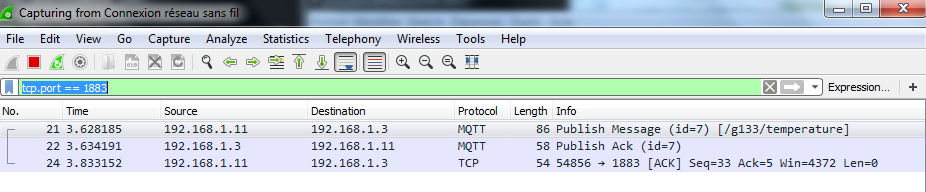 Capturing from Connexion réseau sans fil
File Edit View Go Capture Analyze Statistics Telephony Wireless Tools Help
tcp.port == 1883 Expression... +
No. Time Source Destination Protocol Length Info
21 3.628185 192.168.1.11 192.168.1.3 MQTT 86 Publish Message (id=7) [/g133/temperature]
22 3.634191 192.168.1.3 192.168.1.11 MQTT 58 Publish Ack (id=7)
24 3.833152 192.168.1.11 192.168.1.3 TCP 54 54856 → 1883 [ACK] Seq=33 Ack=5 Win=4372 Len=0